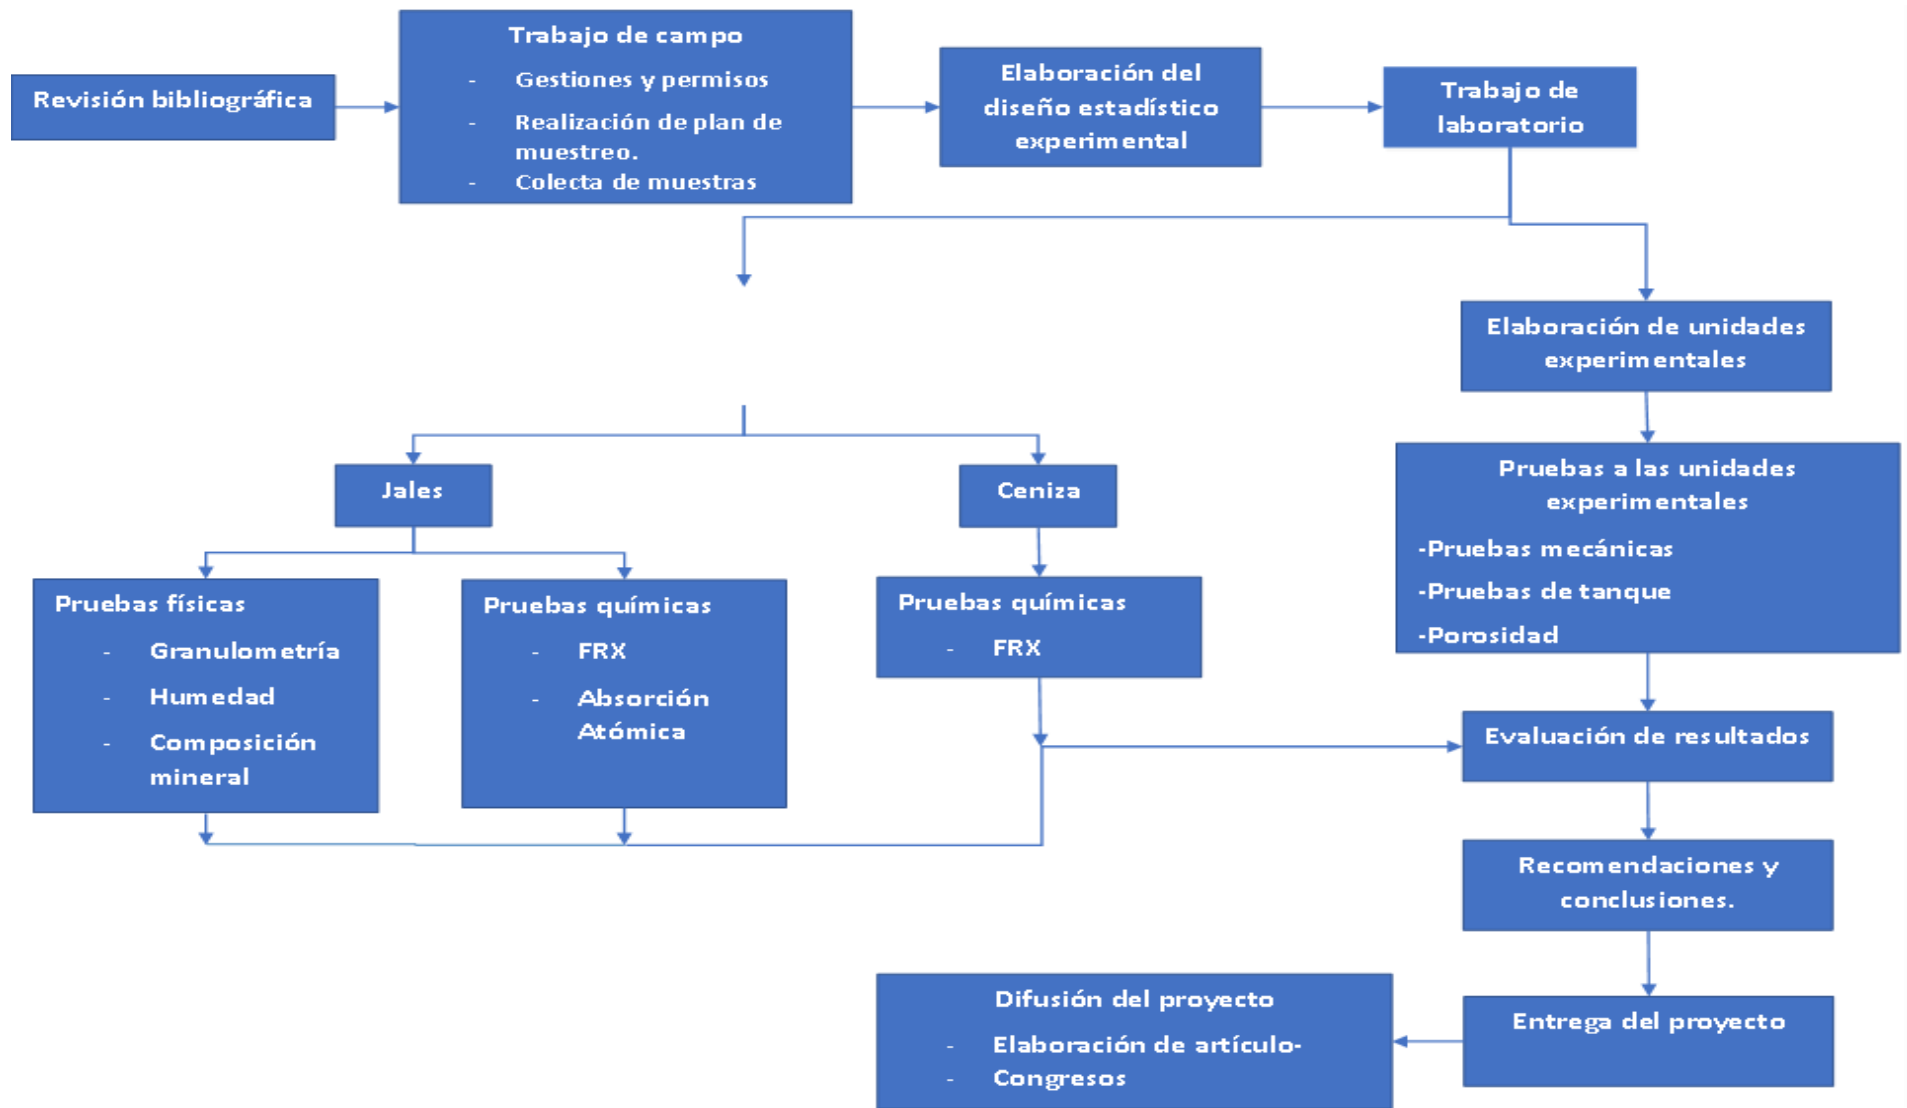 Revisión bibliográfica
Trabajo de campo
- Gestiones y permisos
- Realización de plan de
muestreo.
- Colecta de muestras
Elaboración del
diseño estadístico
experimental
Trabajo de
laboratorio
Elaboración de unidades
experimentales
Jales
Ceniza
Pruebas a las unidades
experimentales
-Pruebas mecánicas
-Pruebas de tanque
-Porosidad
Pruebas físicas
- Granulometría
- Humedad
- Composición
mineral
Pruebas químicas
- FRX
- Absorción
Atómica
Pruebas químicas
- FRX
Evaluación de resultados
Recomendaciones y
conclusiones.
Entrega del proyecto
Difusión del proyecto
- Elaboración de artículo-
- Congresos